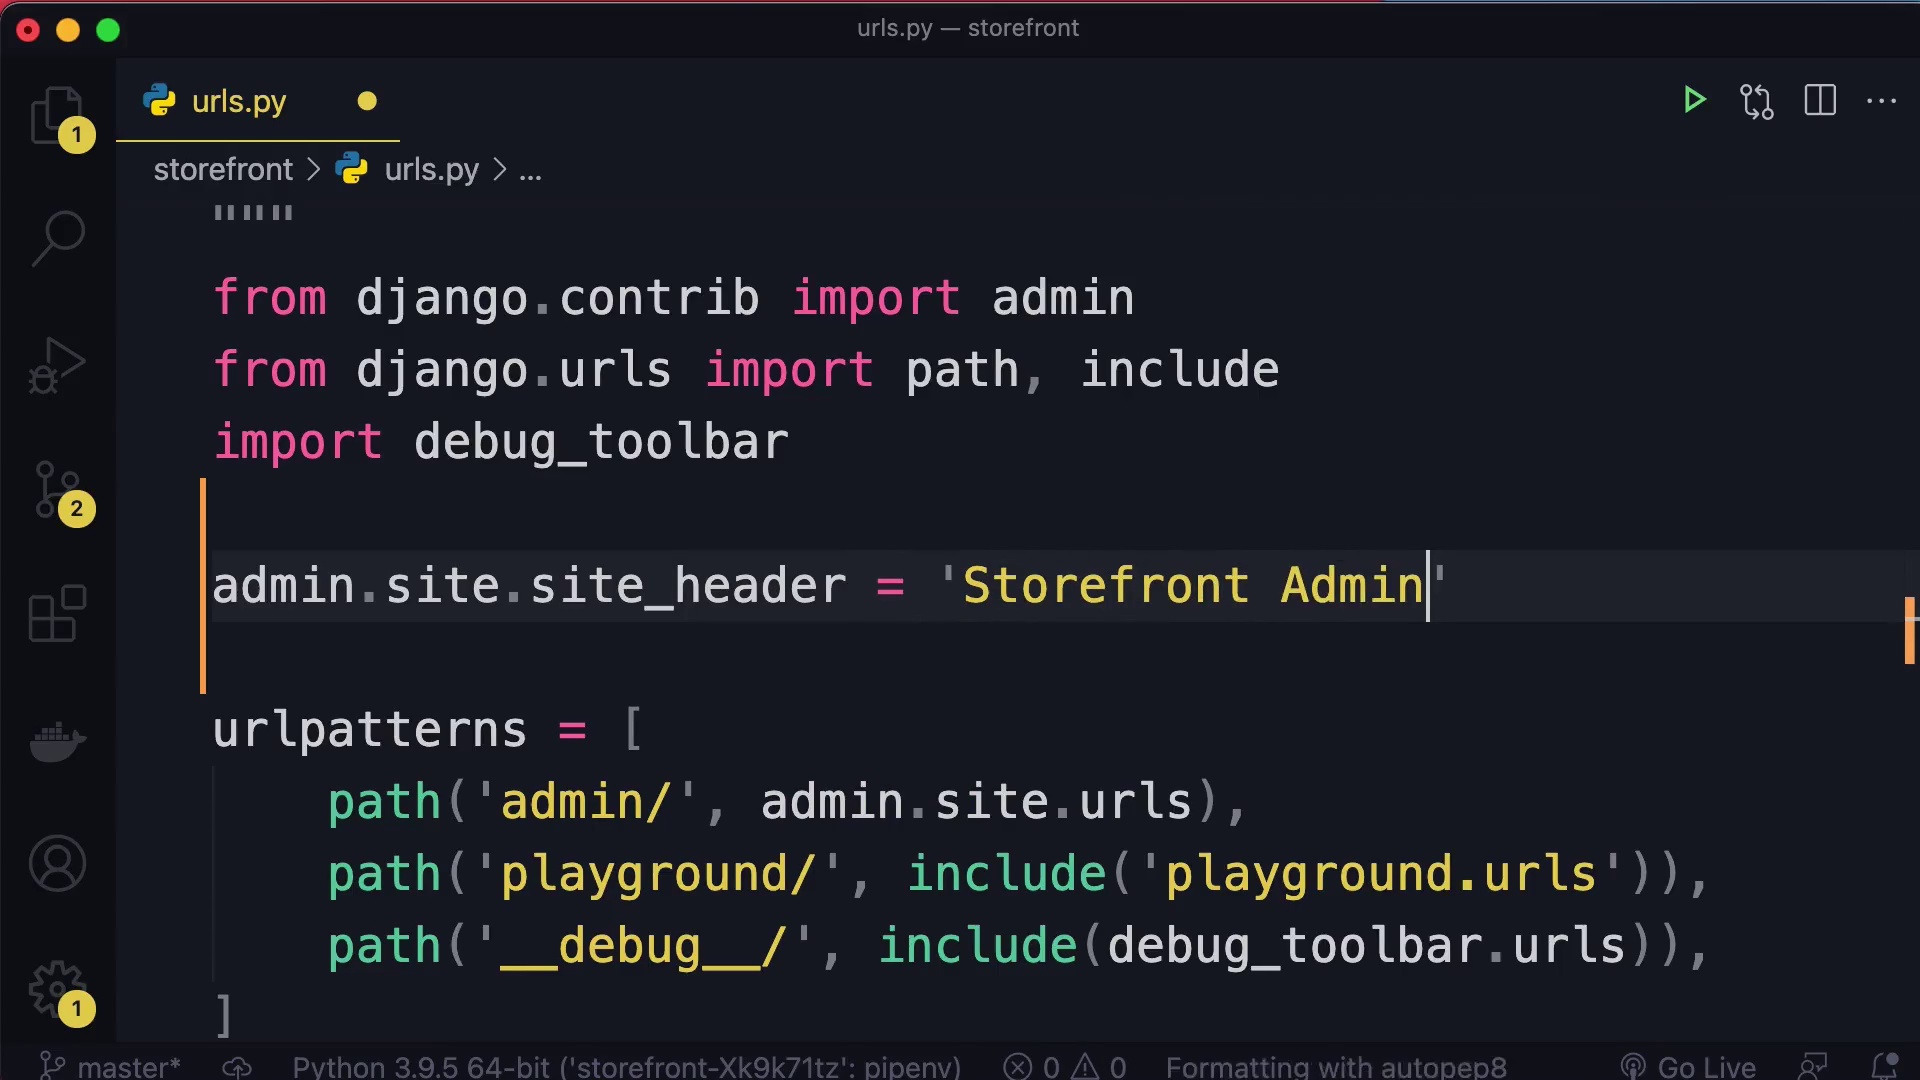 urls.py — storefront
urls.py
1
storefront > urls.py > ...
"""
from django.contrib import admin
from django.urls import path, include
import debug_toolbar
2
admin.site.site_header = 'Storefront Admin'
urlpatterns = [
    path('admin/', admin.site.urls),
    path('playground/', include('playground.urls')),
    path('__debug__/', include(debug_toolbar.urls)),
1
]
master* Python 3.9.5 64-bit ('storefront-Xk9k71tz': pipenv) 0 0 Formatting with autopep8 Go Live